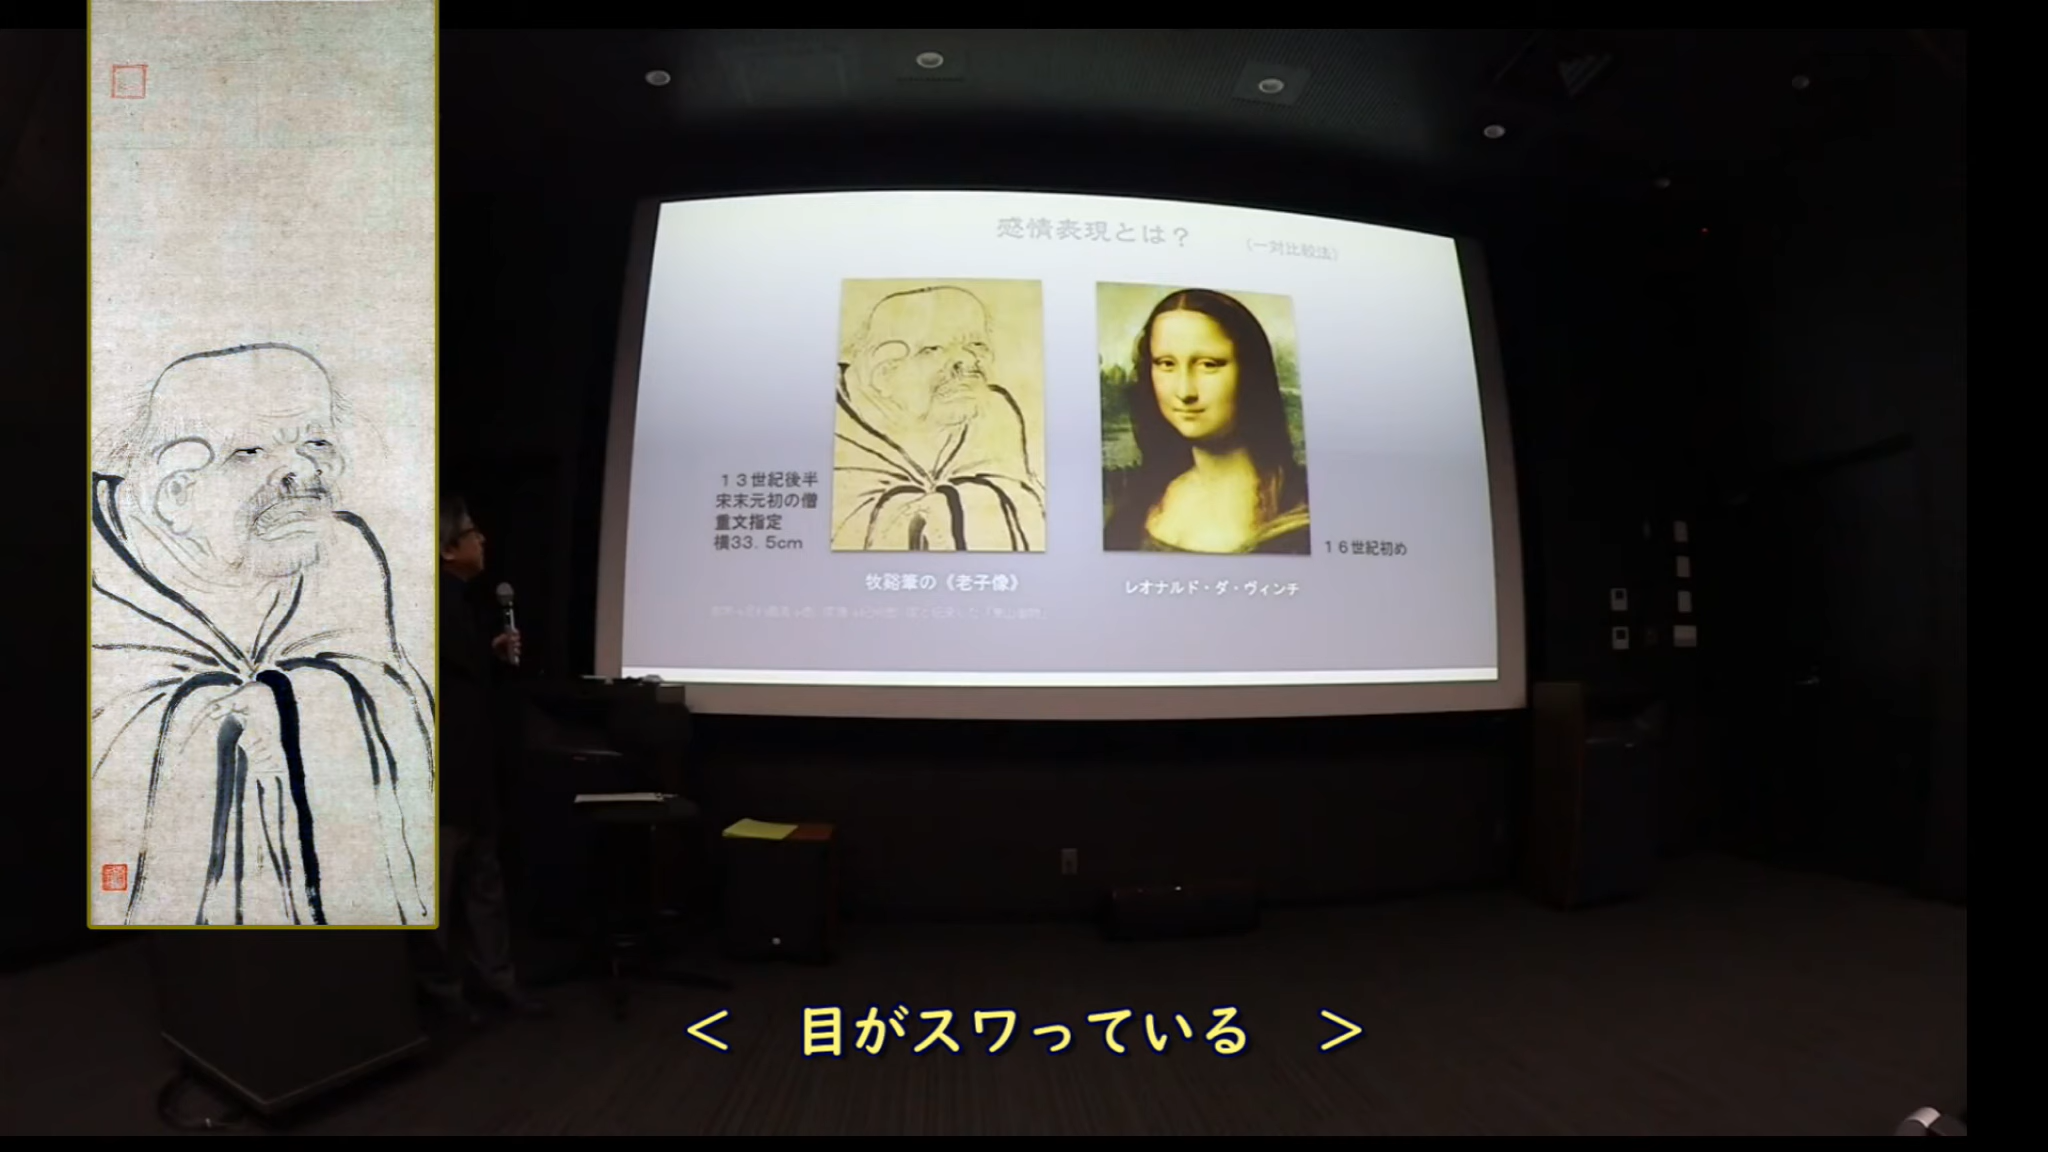 感情表現とは？
（一対比較法）
１３世紀後半
宋末元初の僧
重文指定
横33. 5cm
１６世紀初め
牧谿筆の《老子像》
レオナルド・ダ・ヴィンチ
＜　目がスワっている　＞